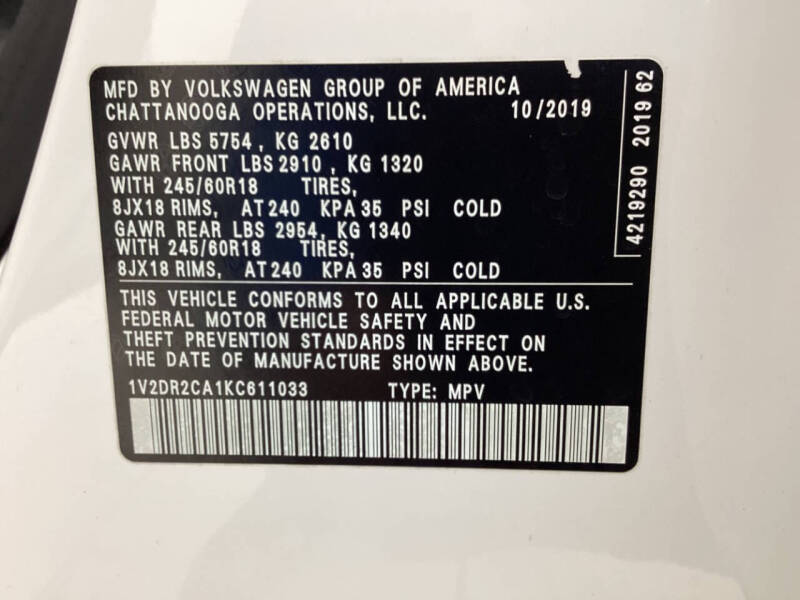 MFD BY VOLKSWAGEN GROUP OF AMERICA
CHATTANOOGA OPERATIONS, LLC. 10/2019
GVWR LBS 5754 , KG 2610
GAWR FRONT LBS 2910 , KG 1320
WITH 245/60R18 TIRES,
8JX18 RIMS, AT 240 KPA 35 PSI COLD
GAWR REAR LBS 2954, KG 1340
WITH 245/60R18 TIRES,
8JX18 RIMS, AT 240 KPA 35 PSI COLD
THIS VEHICLE CONFORMS TO ALL APPLICABLE U.S.
FEDERAL MOTOR VEHICLE SAFETY AND
THEFT PREVENTION STANDARDS IN EFFECT ON
THE DATE OF MANUFACTURE SHOWN ABOVE.
1V2DR2CA1KC611033 TYPE: MPV
4219290 2019 62